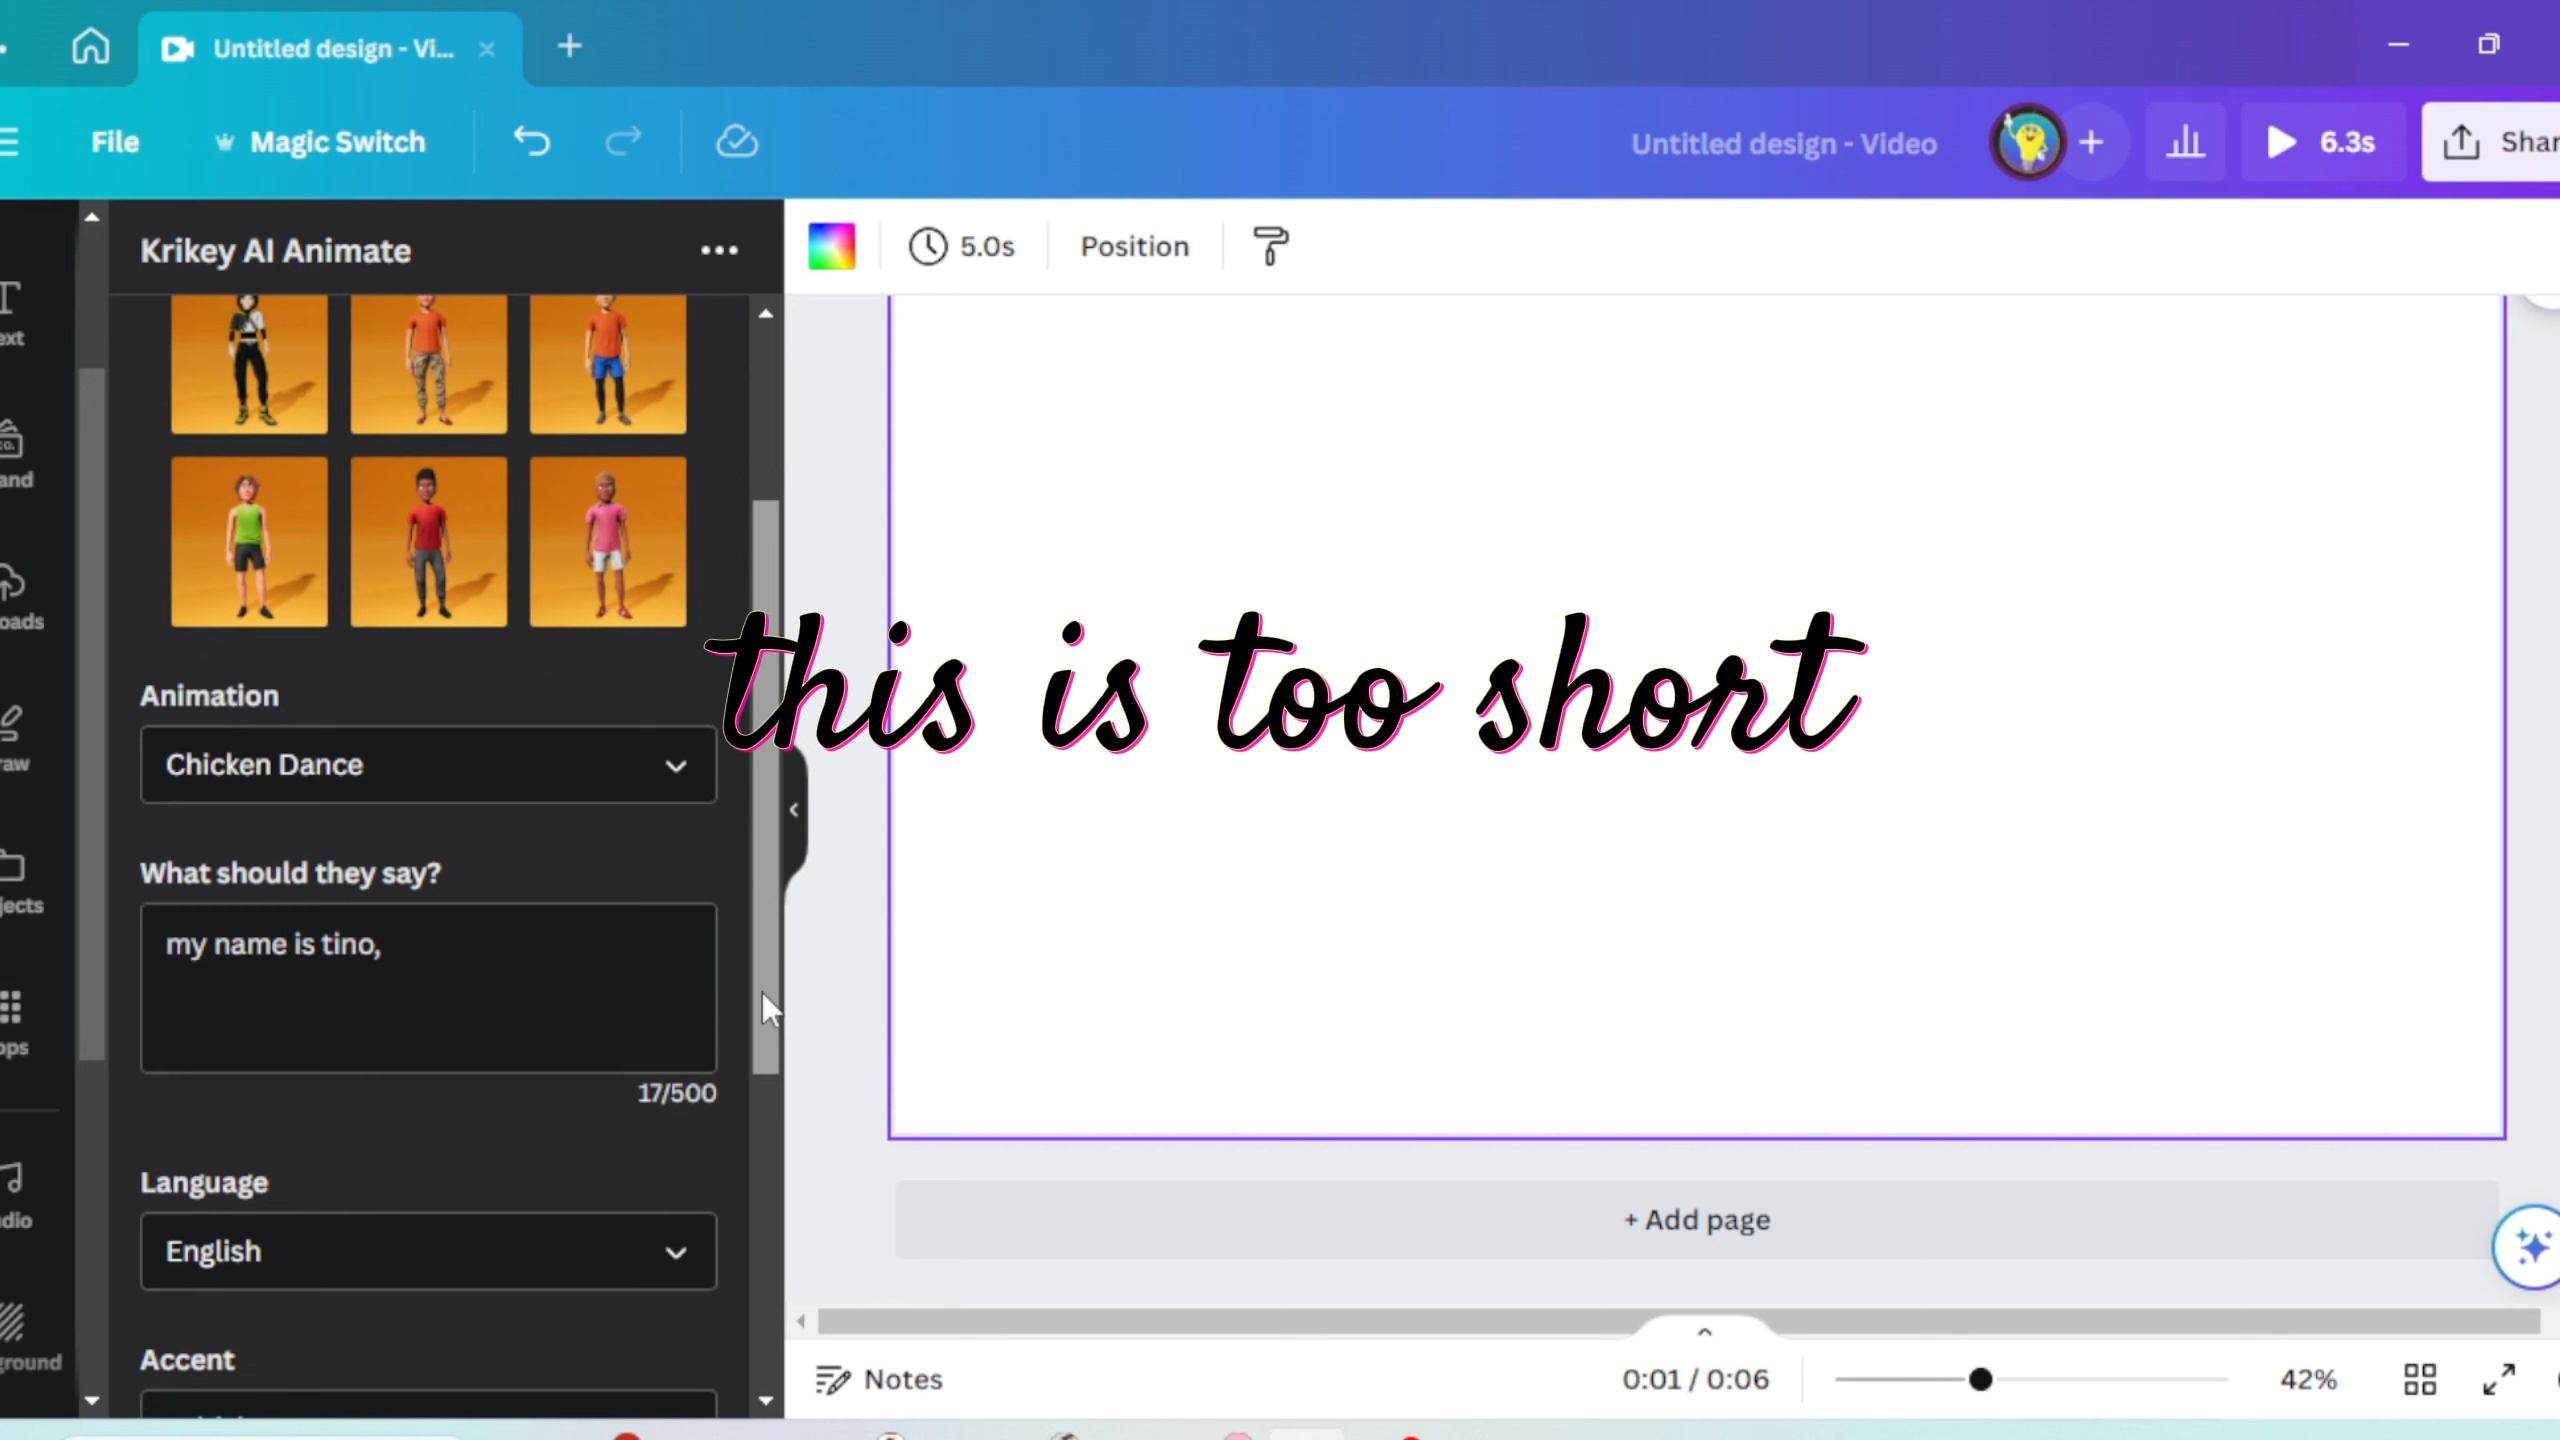 Untitled design - Vi...
File
Magic Switch
Untitled design - Video
6.3s
Shar
Krikey AI Animate
5.0s
Position
ext
and
oads
raw
jects
ops
dio
ground
this is too short
Animation
Chicken Dance
What should they say?
my name is tino,
17/500
Language
English
Accent
+ Add page
Notes
0:01 / 0:06
42%